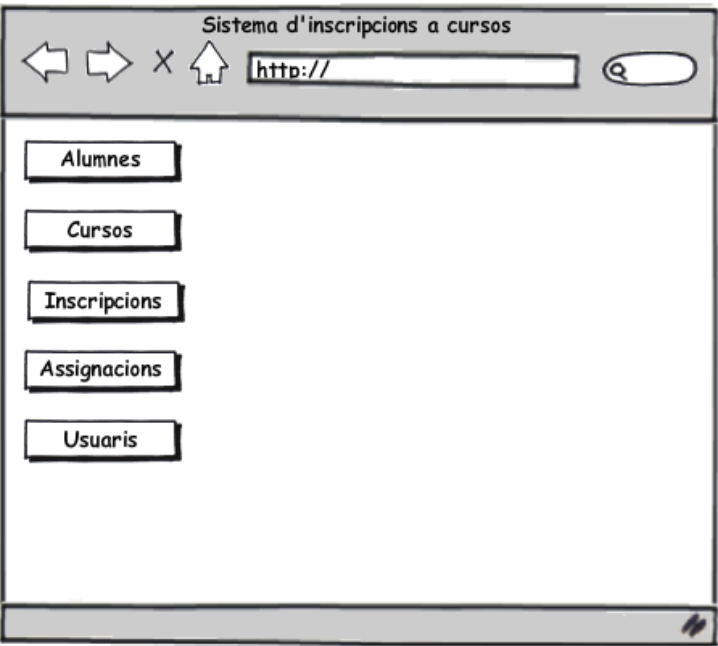 Sistema d'inscripcions a cursos
http://
Alumnes
Cursos
Inscripcions
Assignacions
Usuaris